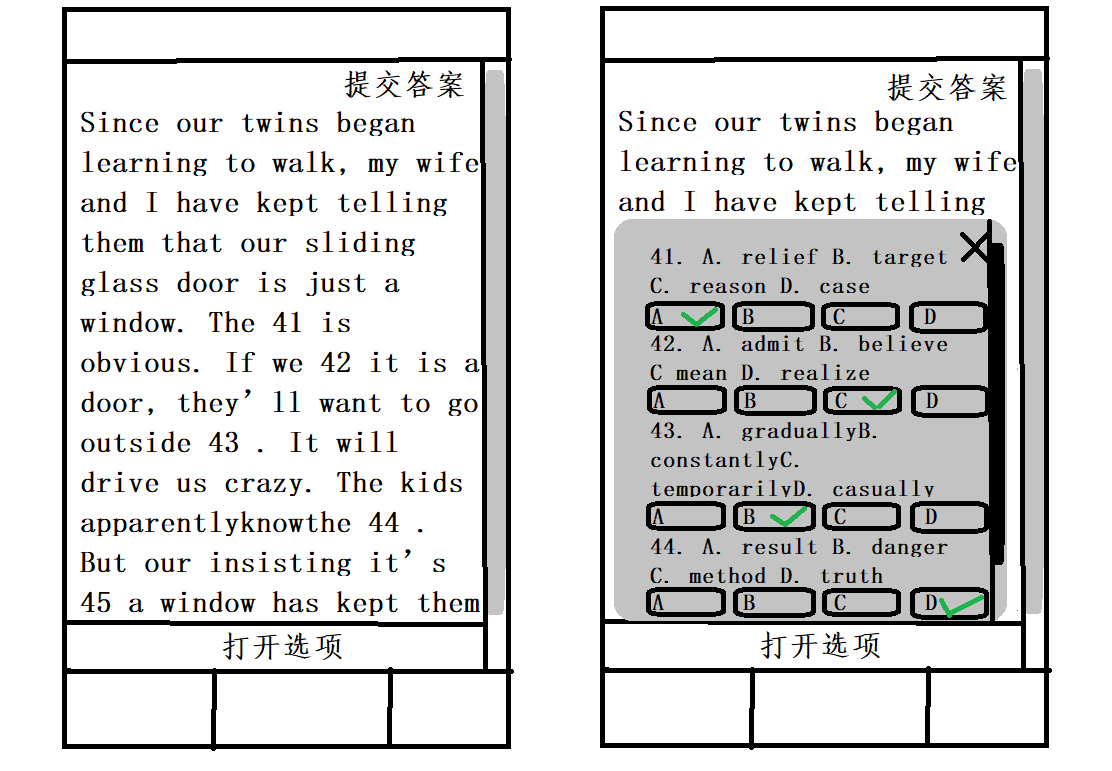 提交答案
Since our twins began
learning to walk, my wife
and I have kept telling
them that our sliding
glass door is just a
window. The 41 is
obvious. If we 42 it is a
door, they’ll want to go
outside 43 . It will
drive us crazy. The kids
apparentlyknowthe 44 .
But our insisting it’s
45 a window has kept them
打开选项
提交答案
Since our twins began
learning to walk, my wife
and I have kept telling
41. A. relief B. target
C. reason D. case
A B C D
42. A. admit B. believe
C mean D. realize
A B C D
43. A. graduallyB.
constantlyC.
temporarilyD. casually
A B C D
44. A. result B. danger
C. method D. truth
A B C D
打开选项